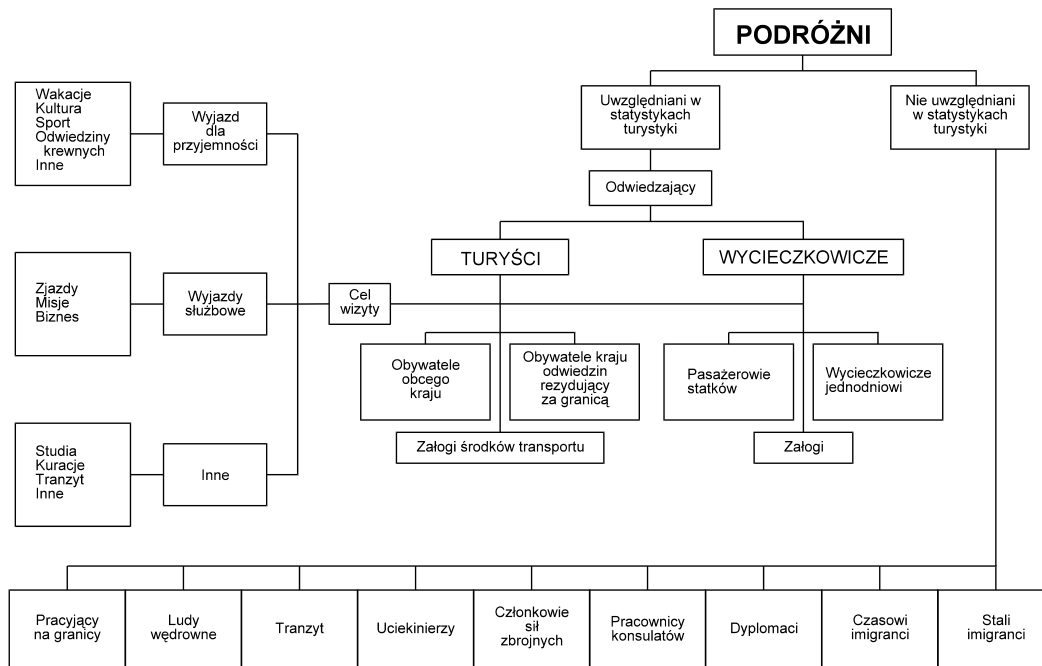 PODRÓŻNI
Uwzględniani w
statystykach
turystyki
Nie uwzględniani
w statystykach
turystyki
Odwiedzający
TURYŚCI
WYCIECZKOWICZE
Wakacje
Kultura
Sport
Odwiedziny
krewnych
Inne
Wyjazd
dla
przyjemności
Zjazdy
Misje
Biznes
Wyjazdy
służbowe
Cel
wizyty
Studia
Kuracje
Tranzyt
Inne
Inne
Obywatele
obcego
kraju
Obywatele kraju
odwiedzin
rezydujący
za granicą
Załogi środków transportu
Pasażerowie
statków
Wycieczkowicze
jednodniowi
Załogi
Pracyjący
na granicy
Ludy
wędrowne
Tranzyt
Uciekinierzy
Członkowie
sił
zbrojnych
Pracownicy
konsulatów
Dyplomaci
Czasowi
imigranci
Stali
imigranci